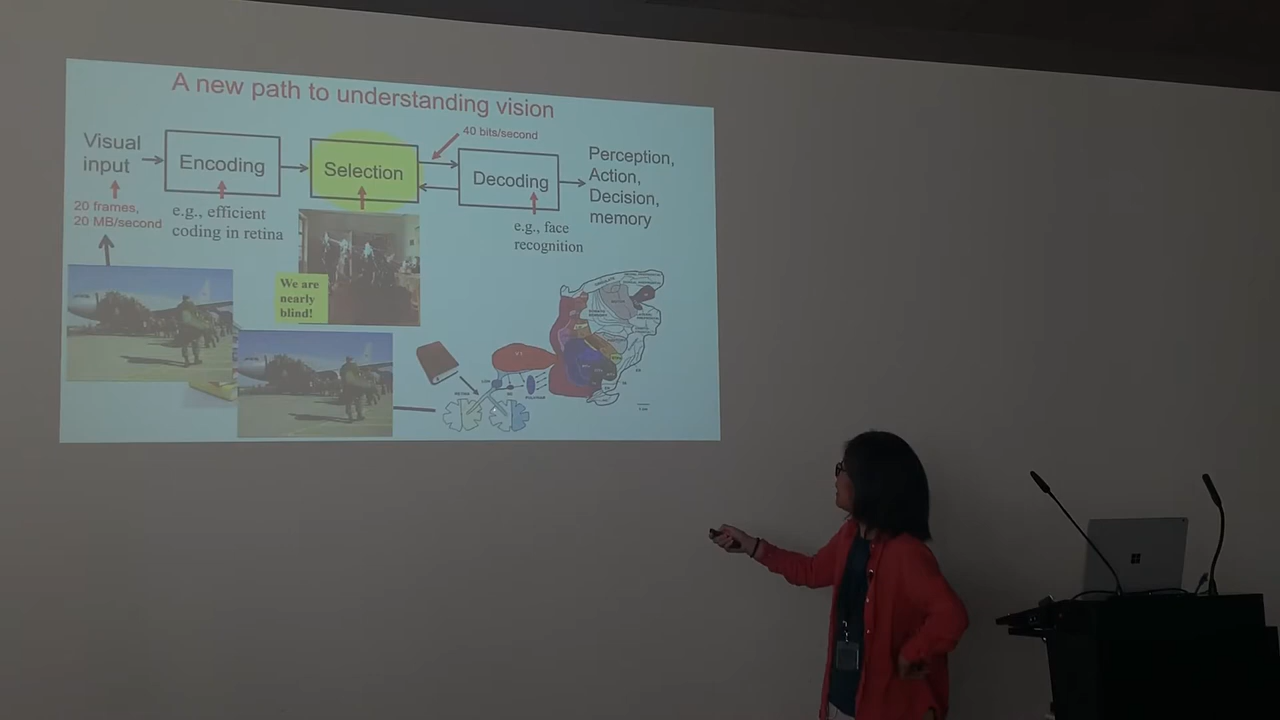 A new path to understanding vision
40 bits/second
Visual
input
Encoding
Selection
Decoding
Perception,
Action,
Decision,
memory
20 frames,
20 MB/second
e.g., efficient
coding in retina
e.g., face
recognition
We are
nearly
blind!